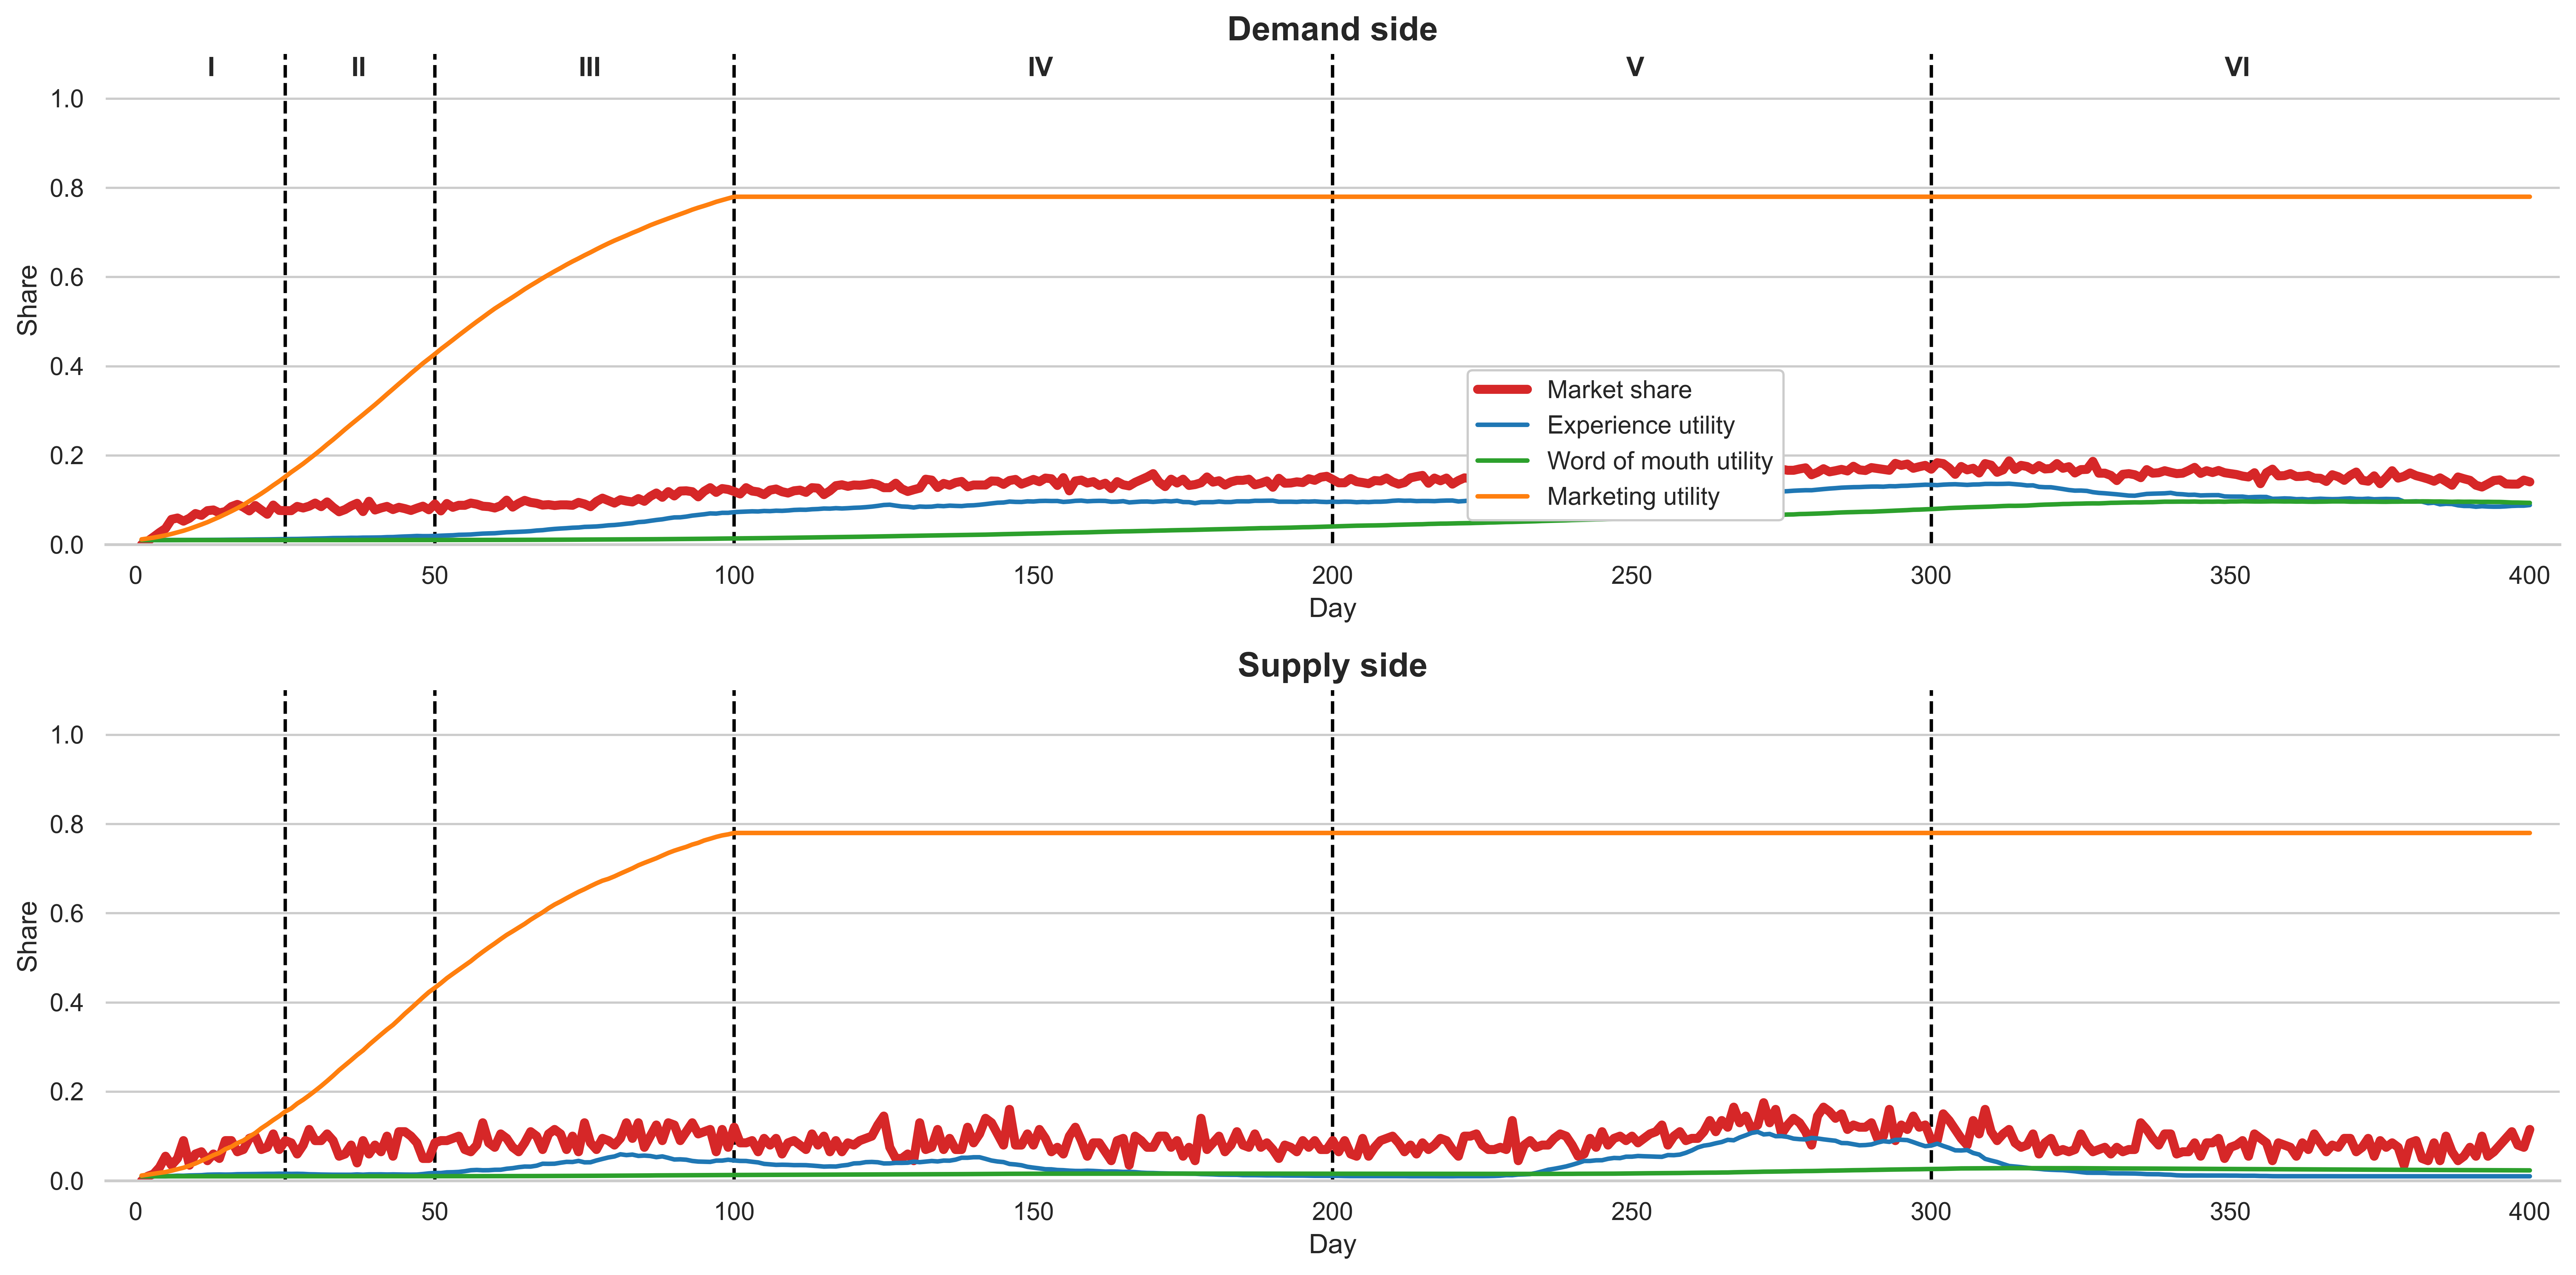 Demand side
I II III IV V VI
1.0
0.8
0.6
0.4
0.2
0.0
Share
Market share
Experience utility
Word of mouth utility
Marketing utility
0 50 100 150 200 250 300 350 400
Day
Supply side
1.0
0.8
0.6
0.4
0.2
0.0
Share
0 50 100 150 200 250 300 350 400
Day